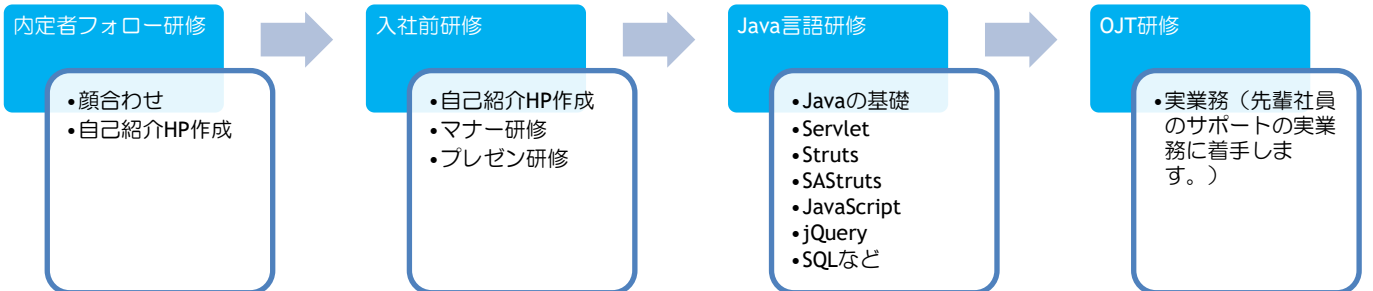 内定者フォロー研修
•顔合わせ
•自己紹介HP作成
入社前研修
•自己紹介HP作成
•マナー研修
•プレゼン研修
Java言語研修
•Javaの基礎
•Servlet
•Struts
•SAStruts
•JavaScript
•jQuery
•SQLなど
OJT研修
•実業務（先輩社員
のサポートの実業
務に着手しま
す。）